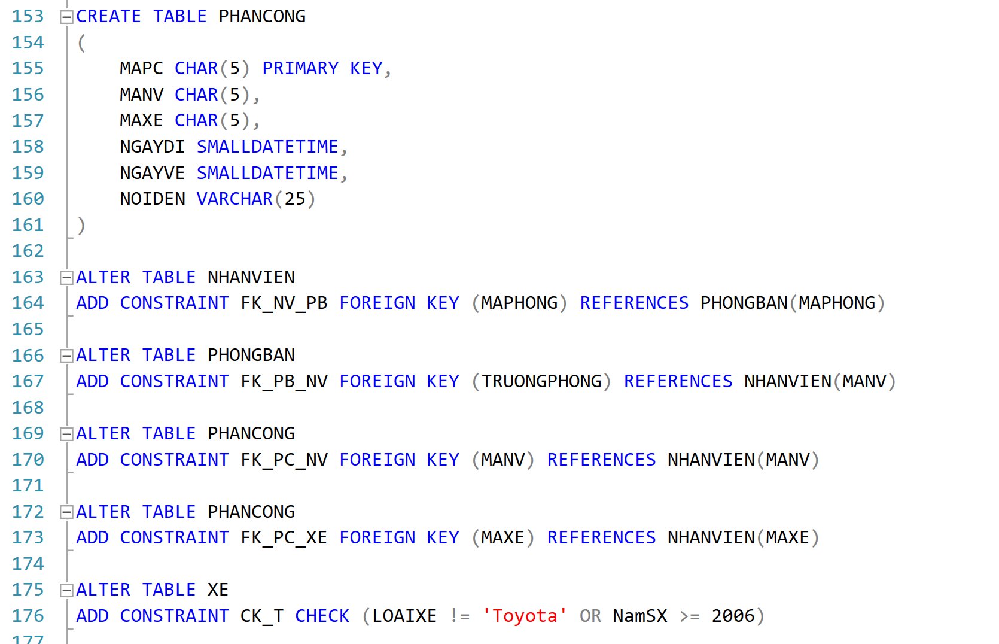 153 CREATE TABLE PHANCONG
154 (
155 MAPC CHAR(5) PRIMARY KEY,
156 MANV CHAR(5),
157 MAXE CHAR(5),
158 NGAYDI SMALLDATETIME,
159 NGAYVE SMALLDATETIME,
160 NOIDEN VARCHAR(25)
161 )
162
163 ALTER TABLE NHANVIEN
164 ADD CONSTRAINT FK_NV_PB FOREIGN KEY (MAPHONG) REFERENCES PHONGBAN(MAPHONG)
165
166 ALTER TABLE PHONGBAN
167 ADD CONSTRAINT FK_PB_NV FOREIGN KEY (TRUONGPHONG) REFERENCES NHANVIEN(MANV)
168
169 ALTER TABLE PHANCONG
170 ADD CONSTRAINT FK_PC_NV FOREIGN KEY (MANV) REFERENCES NHANVIEN(MANV)
171
172 ALTER TABLE PHANCONG
173 ADD CONSTRAINT FK_PC_XE FOREIGN KEY (MAXE) REFERENCES NHANVIEN(MAXE)
174
175 ALTER TABLE XE
176 ADD CONSTRAINT CK_T CHECK (LOAIXE != 'Toyota' OR NamSX >= 2006)
177